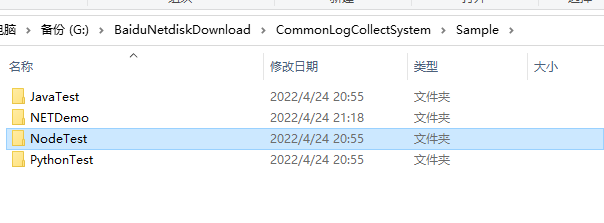 电脑 > 备份 (G:) > BaiduNetdiskDownload > CommonLogCollectSystem > Sample >
名称 修改日期 类型 大小
JavaTest 2022/4/24 20:55 文件夹
NETDemo 2022/4/24 21:18 文件夹
NodeTest 2022/4/24 20:55 文件夹
PythonTest 2022/4/24 20:55 文件夹